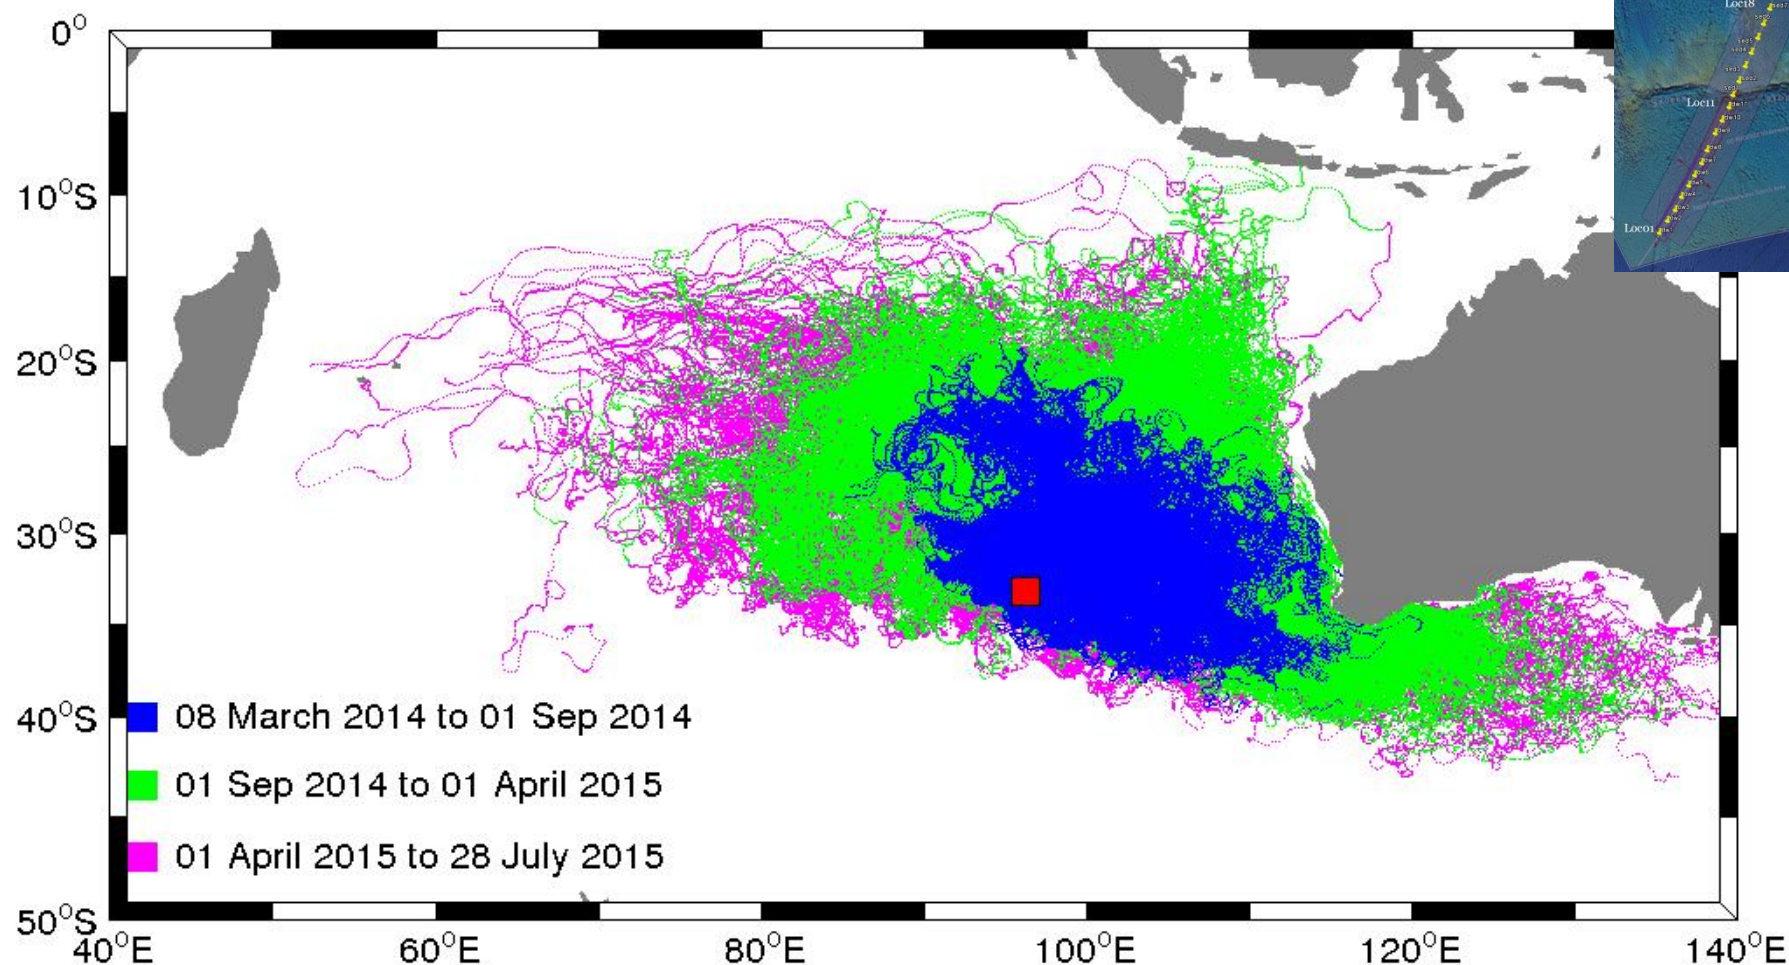 0°
10°S
20°S
30°S
40°S
50°S
40°E
60°E
80°E
100°E
120°E
140°E
08 March 2014 to 01 Sep 2014
01 Sep 2014 to 01 April 2015
01 April 2015 to 28 July 2015
Loc18
Loc11
Loc01